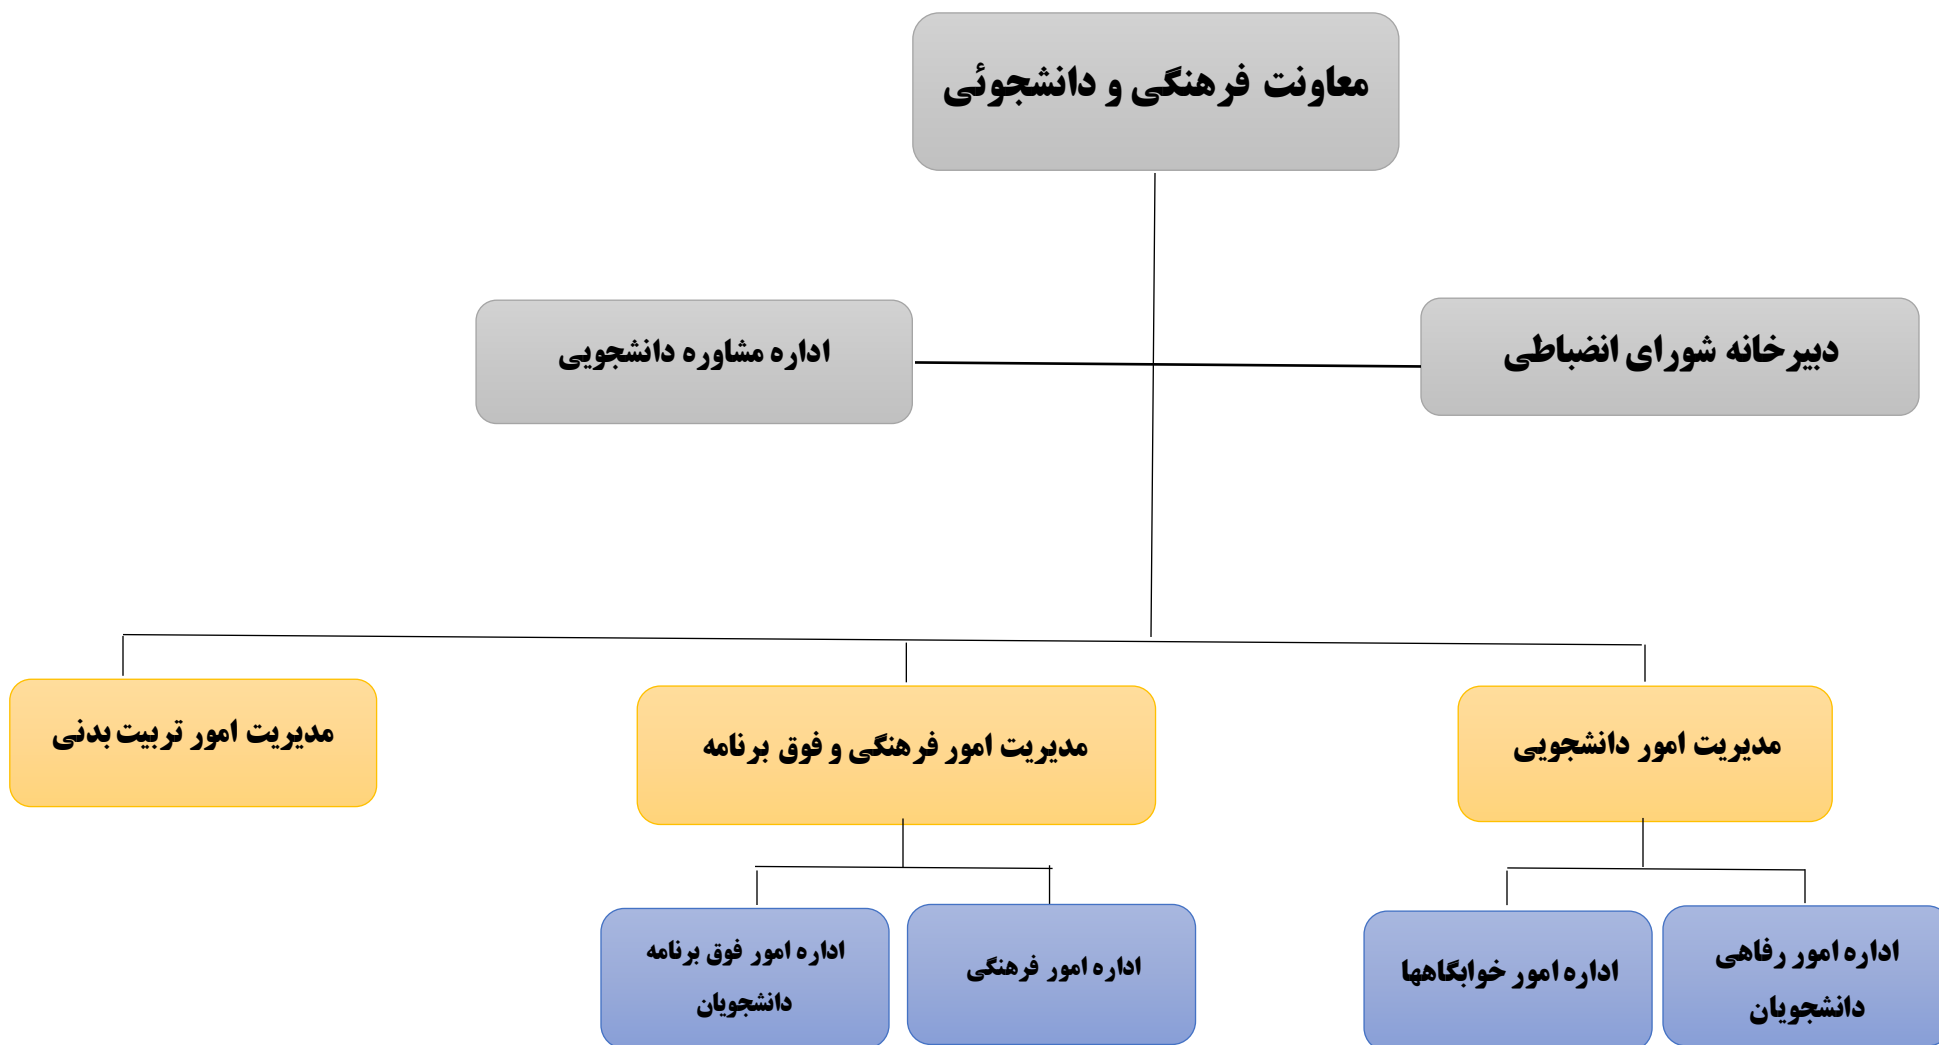 معاونت فرهنگی و دانشجوئی
دبیرخانه شورای انضباطی
اداره مشاوره دانشجویی
مدیریت امور دانشجویی
مدیریت امور فرهنگی و فوق برنامه
مدیریت امور تربیت بدنی
اداره امور رفاهی
دانشجویان
اداره امور خوابگاهها
اداره امور فرهنگی
اداره امور فوق برنامه
دانشجویان